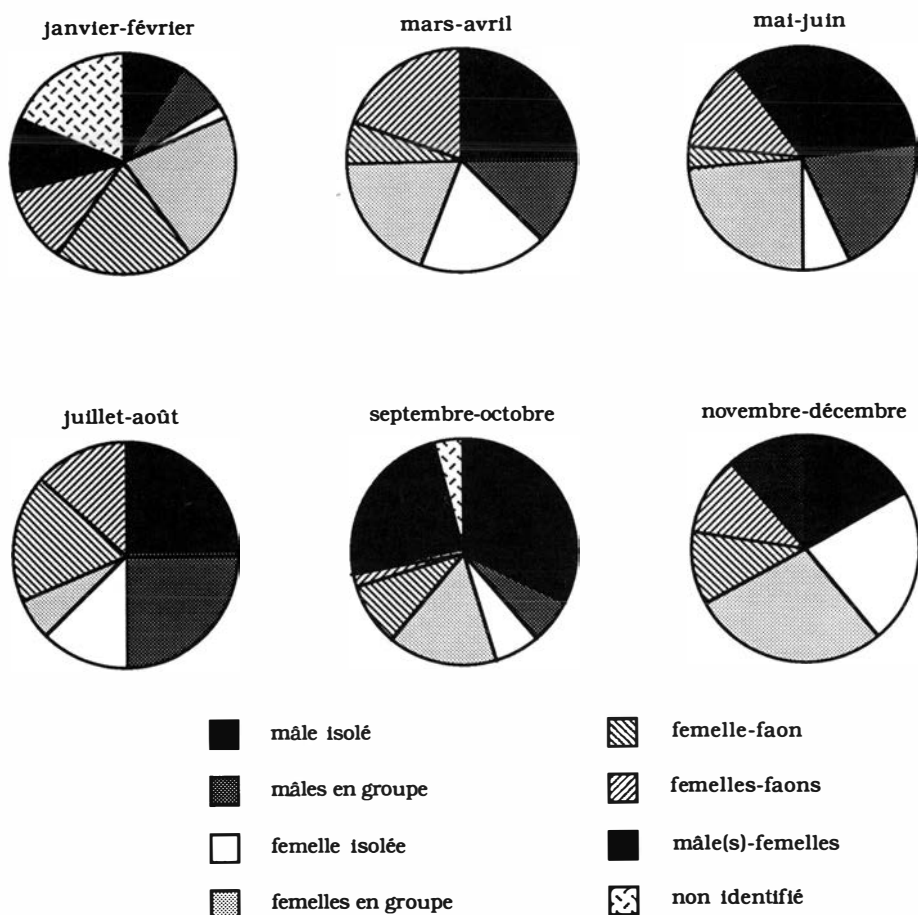 janvier-février
mars-avril
mai-juin
juillet-août
septembre-octobre
novembre-décembre
mâle isolé
mâles en groupe
femelle isolée
femelles en groupe
femelle-faon
femelles-faons
mâle(s)-femelles
non identifié